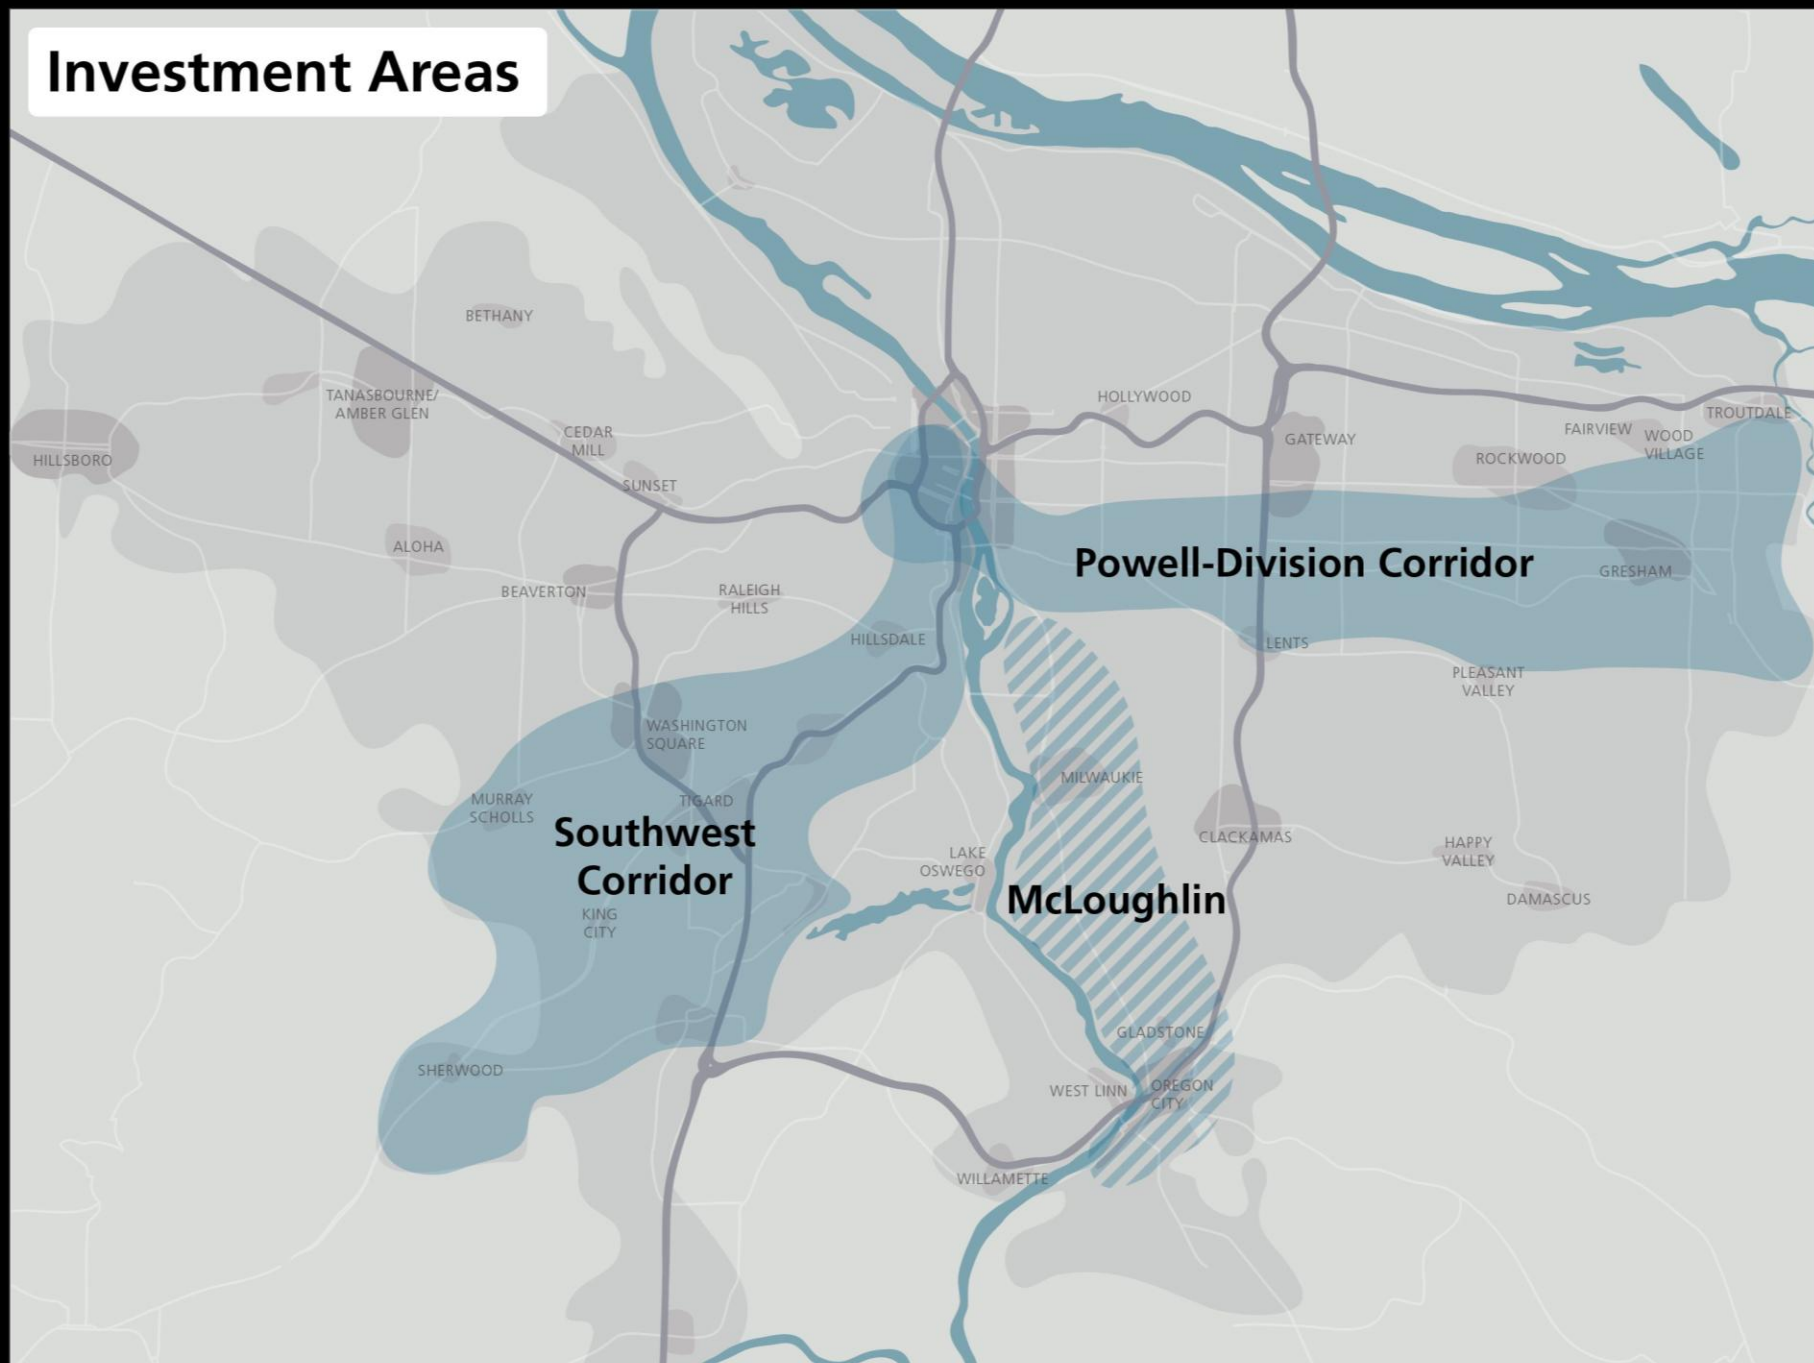 Investment Areas
BETHANY
TANASBOURNE/
AMBER GLEN
HOLLYWOOD
TROUTDALE
CEDAR
MILL
GATEWAY
FAIRVIEW
WOOD
VILLAGE
HILLSBORO
ROCKWOOD
SUNSET
ALOHA
Powell-Division Corridor
GRESHAM
BEAVERTON
RALEIGH
HILLS
HILLSDALE
LENTS
PLEASANT
VALLEY
WASHINGTON
SQUARE
MILWAUKIE
MURRAY
SCHOLLS
TIGARD
Southwest
Corridor
CLACKAMAS
HAPPY
VALLEY
LAKE
OSWEGO
McLoughlin
DAMASCUS
KING
CITY
GLADSTONE
SHERWOOD
WEST LINN
OREGON
CITY
WILLAMETTE